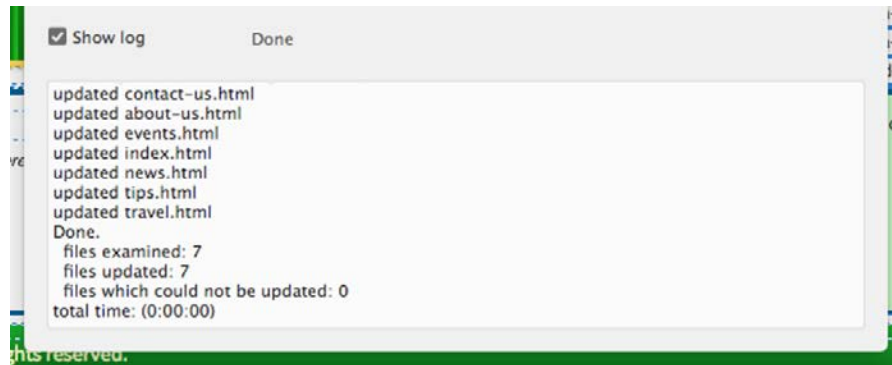 Show log
Done
updated contact-us.html
updated about-us.html
updated events.html
updated index.html
updated news.html
updated tips.html
updated travel.html
Done.
files examined: 7
files updated: 7
files which could not be updated: 0
total time: (0:00:00)
ghts reserved.